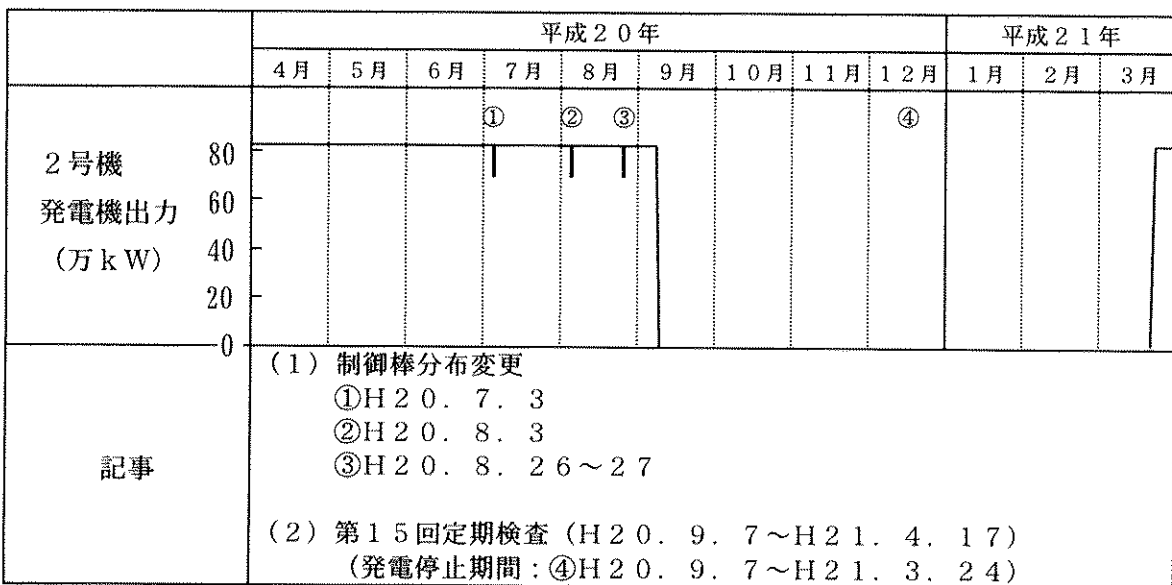 平成２０年 平成２１年
４月 ５月 ６月 ７月 ８月 ９月 １０月 １１月 １２月 １月 ２月 ３月
① ② ③ ④
２号機
発電機出力
（万ｋＷ）
80
60
40
20
0
記事
（１）制御棒分布変更
①Ｈ２０．７．３
②Ｈ２０．８．３
③Ｈ２０．８．２６～２７
（２）第１５回定期検査（Ｈ２０．９．７～Ｈ２１．４．１７）
（発電停止期間：④Ｈ２０．９．７～Ｈ２１．３．２４）